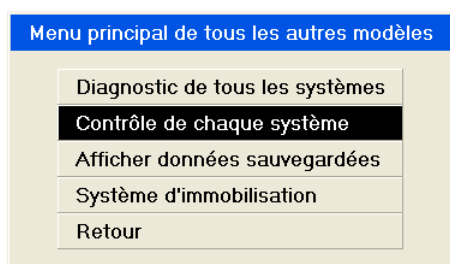 Menu principal de tous les autres modèles
Diagnostic de tous les systèmes
Contrôle de chaque système
Afficher données sauvegardées
Système d'immobilisation
Retour